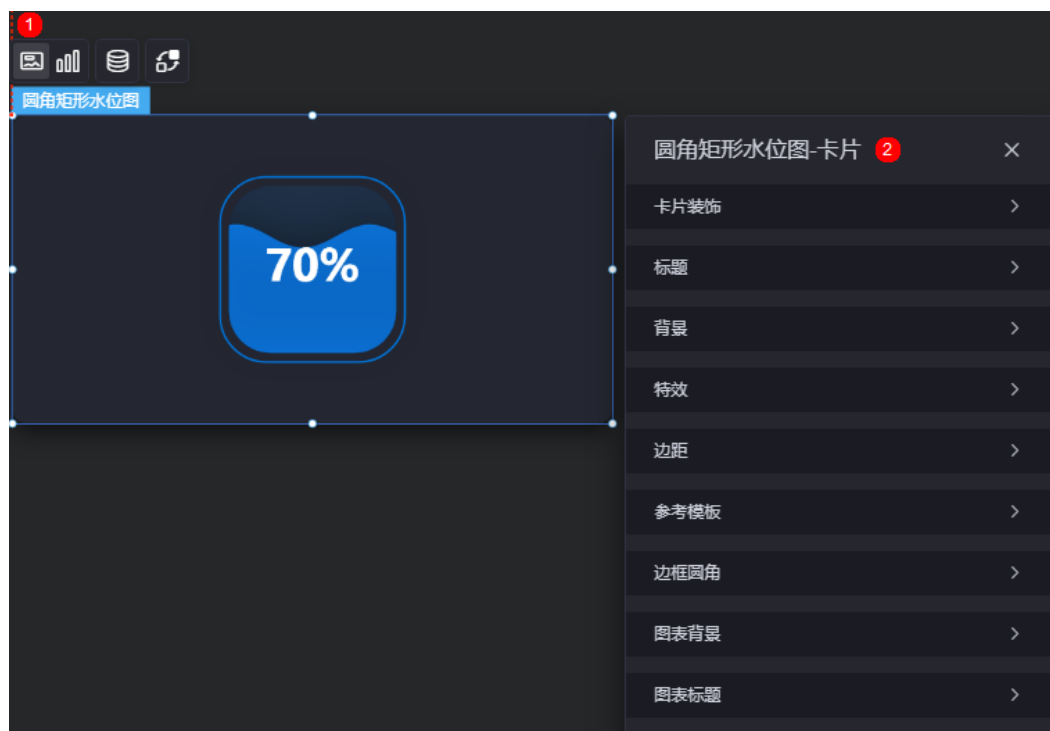 1
圆角矩形水位图
70%
圆角矩形水位图-卡片 2
卡片装饰
标题
背景
特效
边距
参考模板
边框圆角
图表背景
图表标题